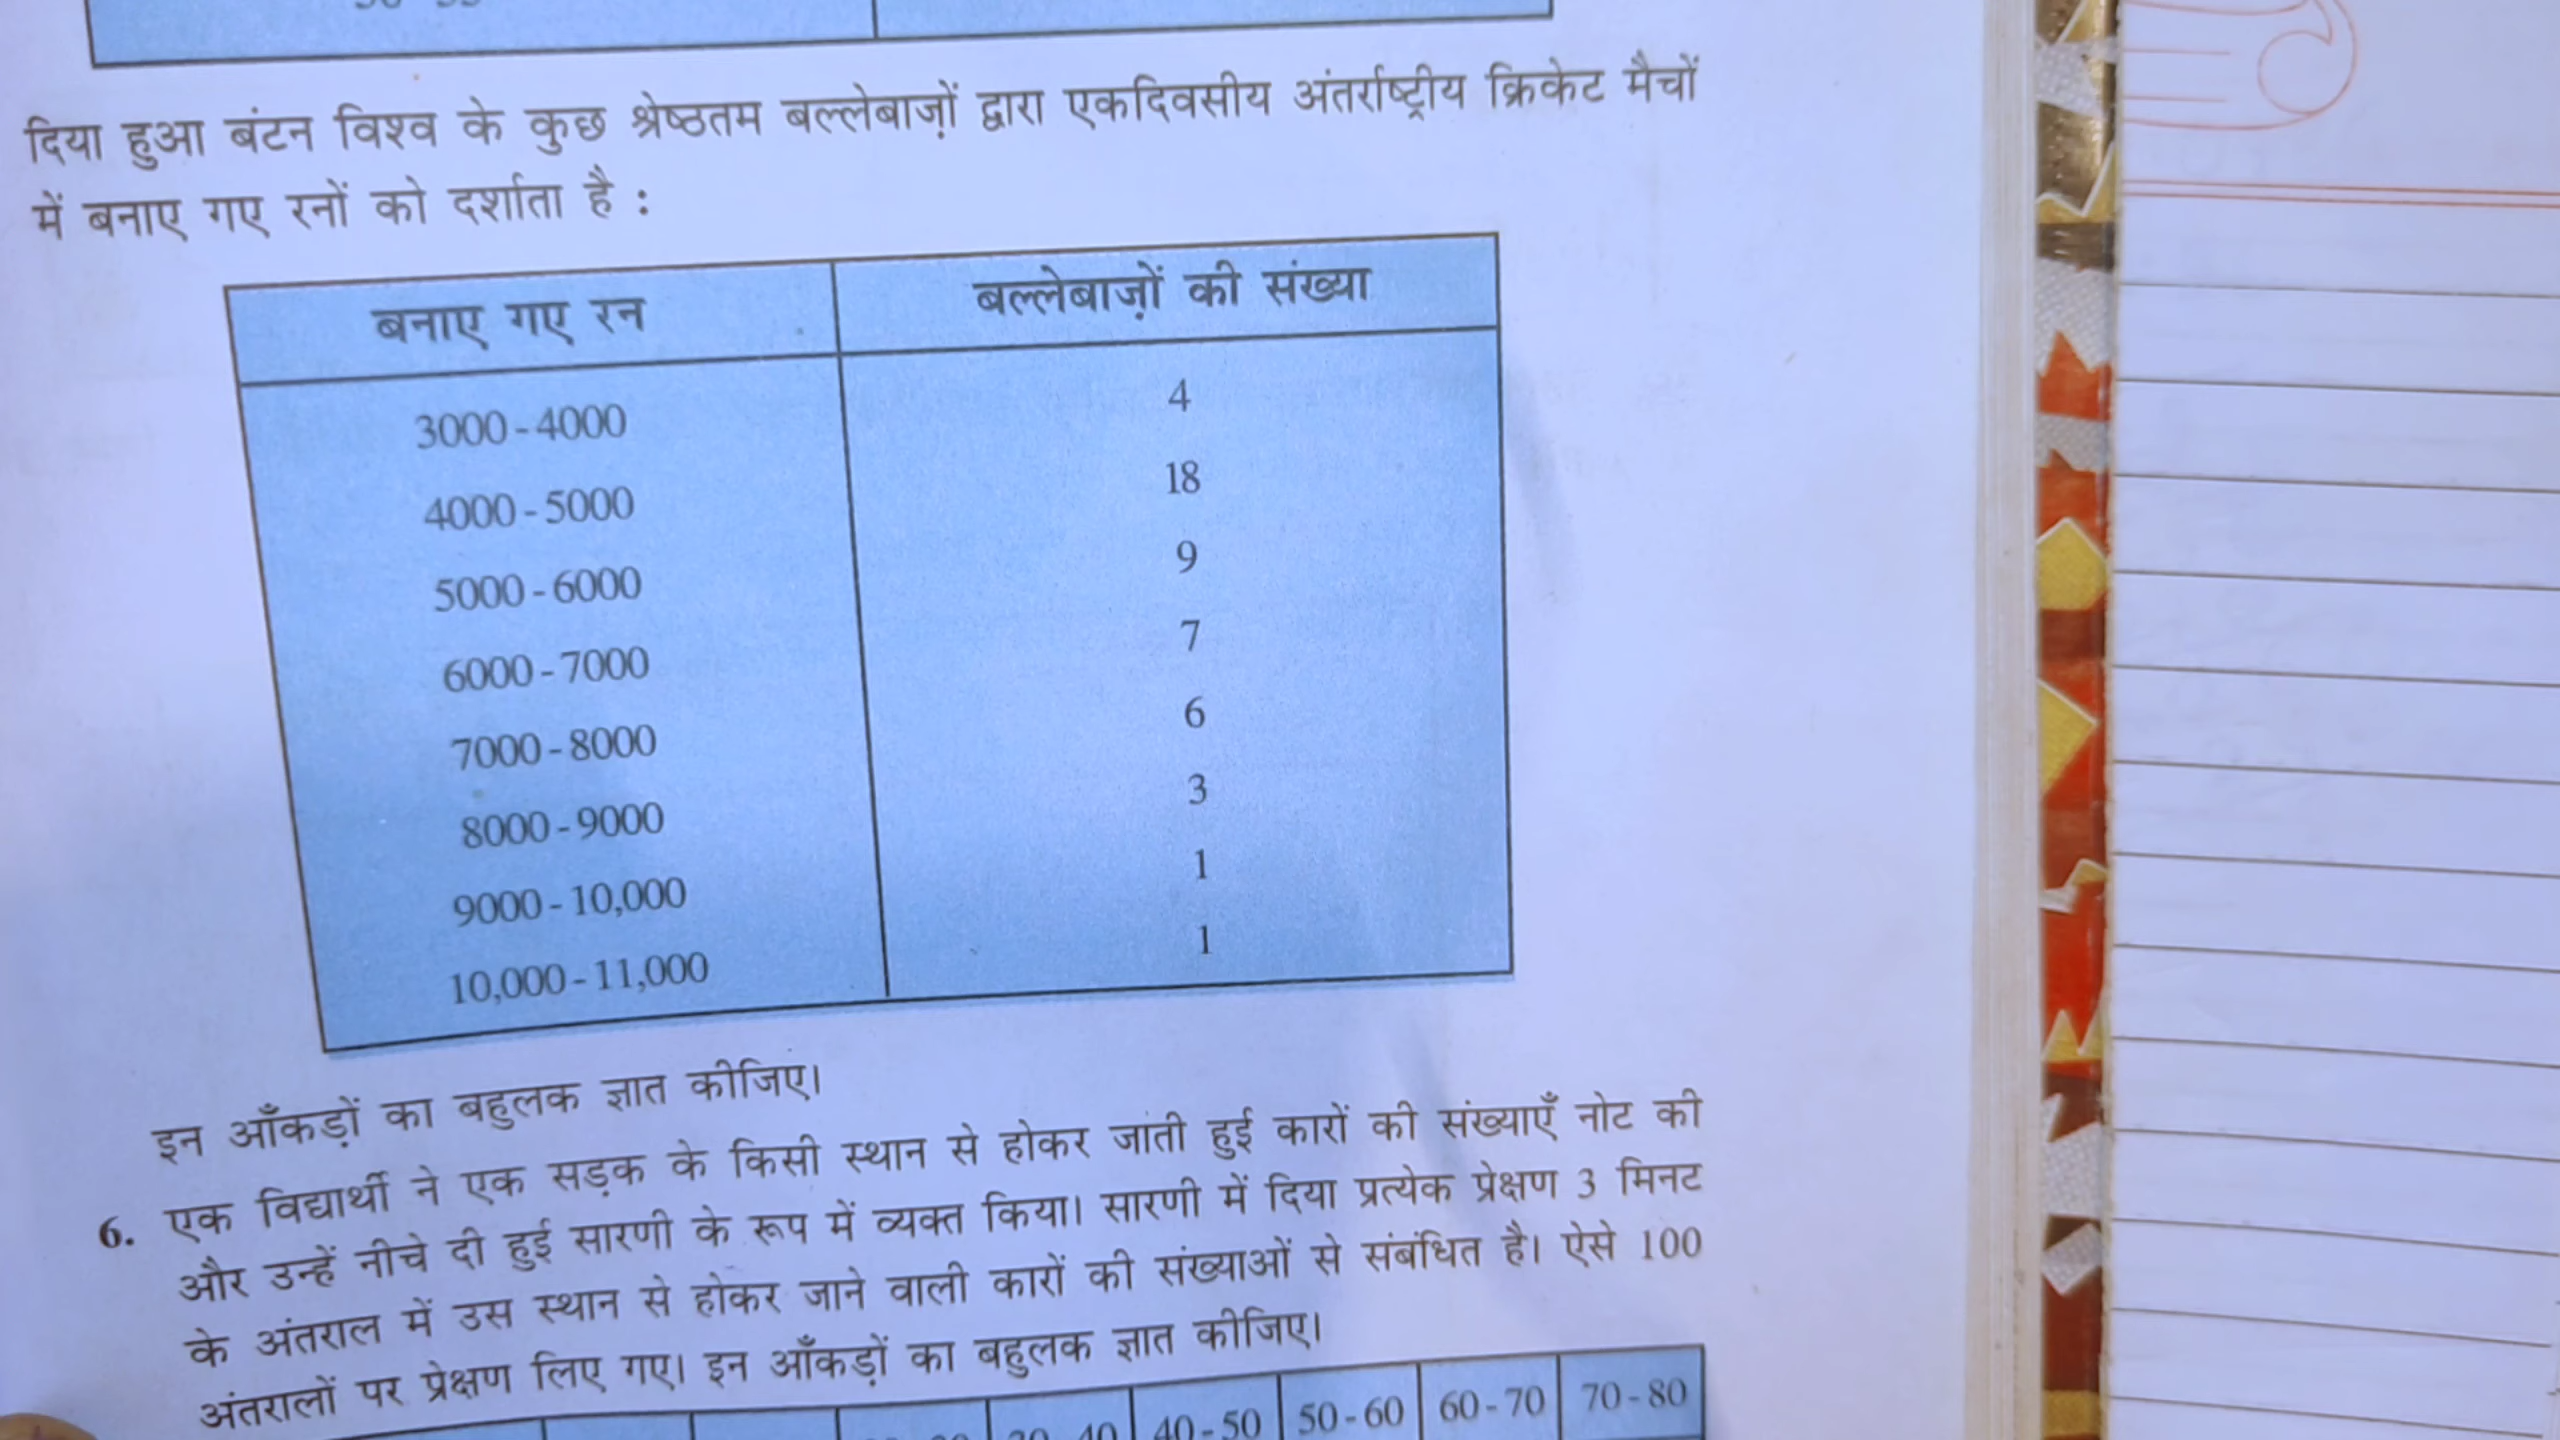 दिया हुआ बंटन विश्व के कुछ श्रेष्ठतम बल्लेबाज़ों द्वारा एकदिवसीय अंतर्राष्ट्रीय क्रिकेट मैचों
में बनाए गए रनों को दर्शाता है :
बनाए गए रन बल्लेबाज़ों की संख्या
3000 - 4000 4
4000 - 5000 18
5000 - 6000 9
6000 - 7000 7
7000 - 8000 6
8000 - 9000 3
9000 - 10,000 1
10,000 - 11,000 1
इन आँकड़ों का बहुलक ज्ञात कीजिए।
6. एक विद्यार्थी ने एक सड़क के किसी स्थान से होकर जाती हुई कारों की संख्याएँ नोट की
और उन्हें नीचे दी हुई सारणी के रूप में व्यक्त किया। सारणी में दिया प्रत्येक प्रेक्षण 3 मिनट
के अंतराल में उस स्थान से होकर जाने वाली कारों की संख्याओं से संबंधित है। ऐसे 100
अंतरालों पर प्रेक्षण लिए गए। इन आँकड़ों का बहुलक ज्ञात कीजिए।
40 - 50 50 - 60 60 - 70 70 - 80